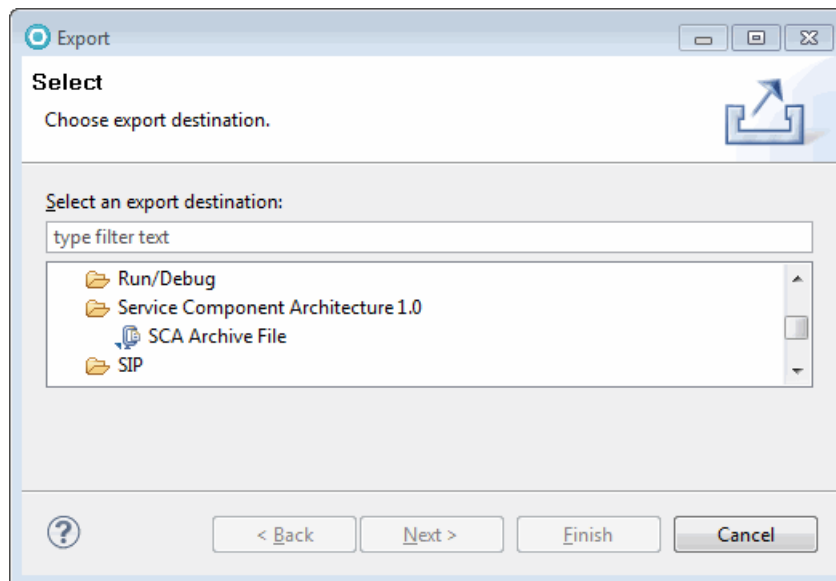 Export
Select
Choose export destination.
Select an export destination:
type filter text
Run/Debug
Service Component Architecture 1.0
SCA Archive File
SIP
? < Back Next > Finish Cancel